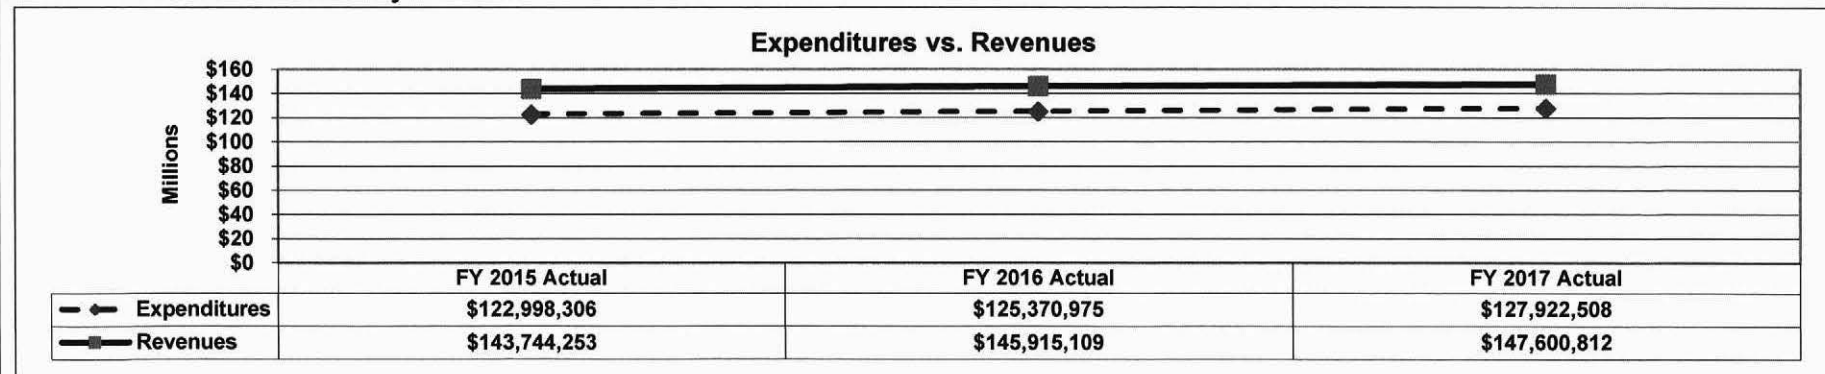 Expenditures vs. Revenues
$160
$140
$120
$100
$80
$60
$40
$20
$0
Millions
FY 2015 Actual FY 2016 Actual FY 2017 Actual
Expenditures $122,998,306 $125,370,975 $127,922,508
Revenues $143,744,253 $145,915,109 $147,600,812